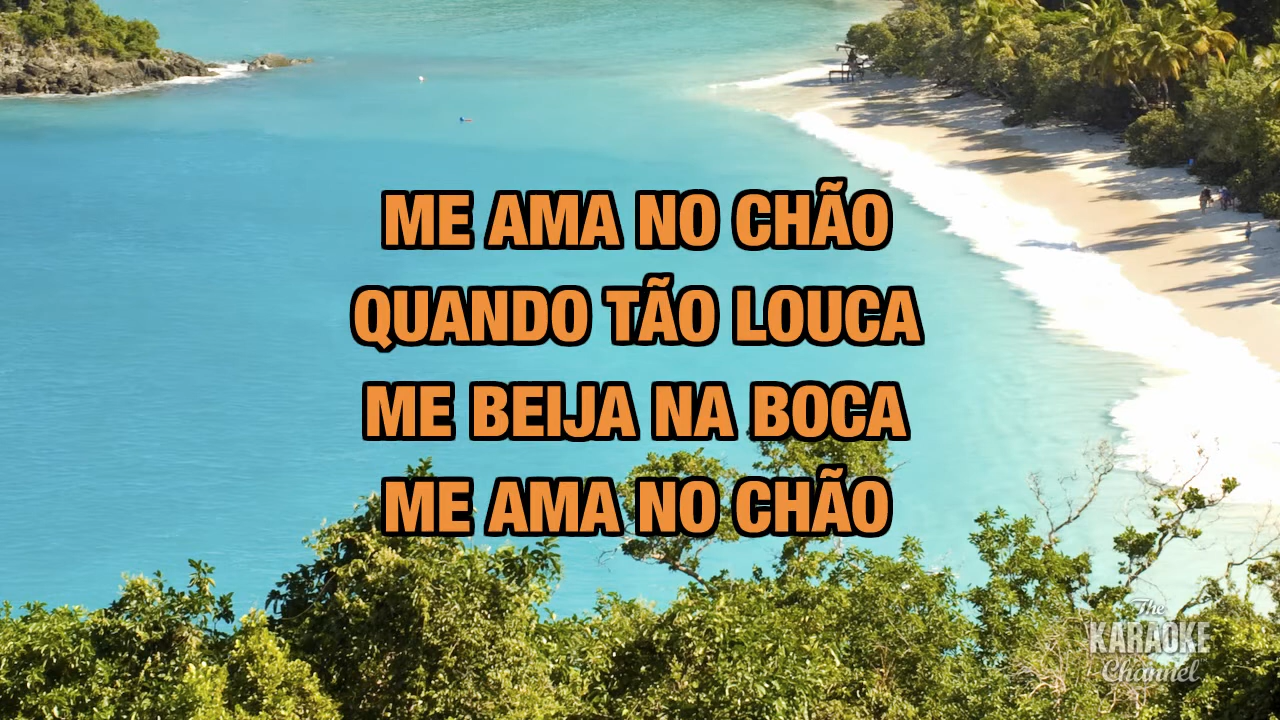 ME AMA NO CHÃO
QUANDO TÃO LOUCA
ME BEIJA NA BOCA
ME AMA NO CHÃO
The
KARAOKE
Channel